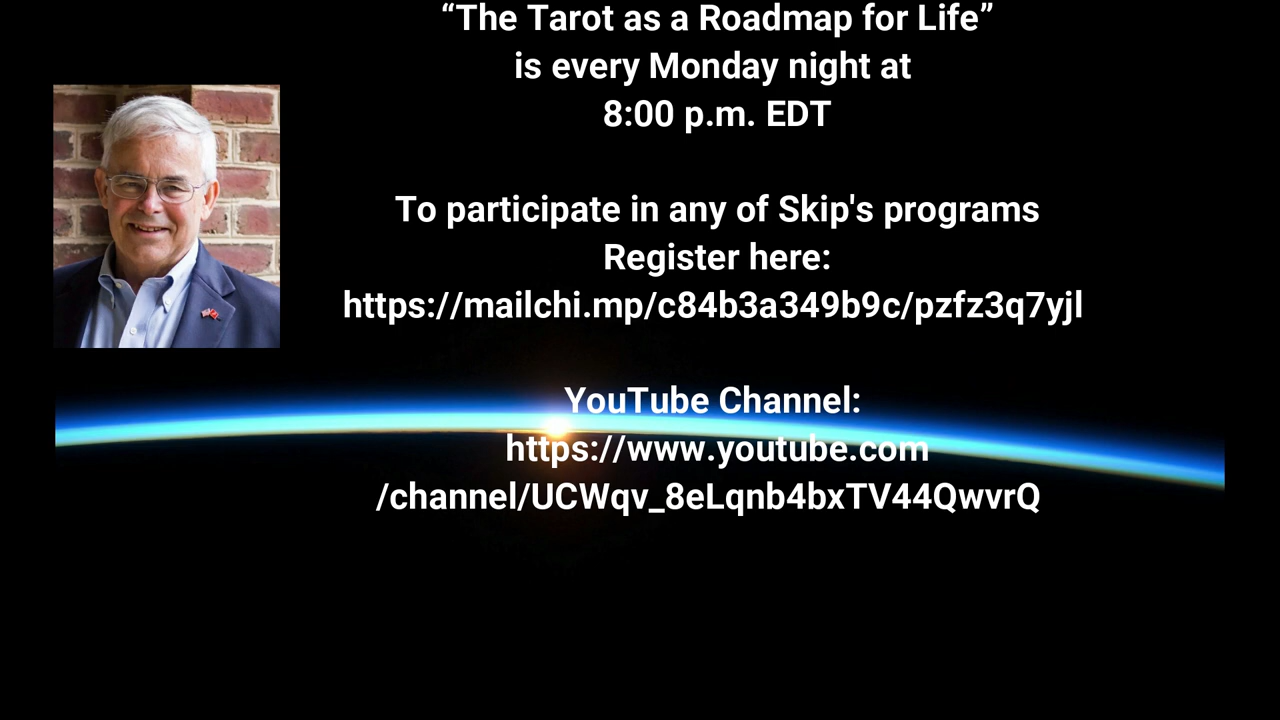 “The Tarot as a Roadmap for Life”
is every Monday night at
8:00 p.m. EDT
To participate in any of Skip's programs
Register here:
https://mailchi.mp/c84b3a349b9c/pzfz3q7yjl
YouTube Channel:
https://www.youtube.com
/channel/UCWqv_8eLqnb4bxTV44QwvrQ